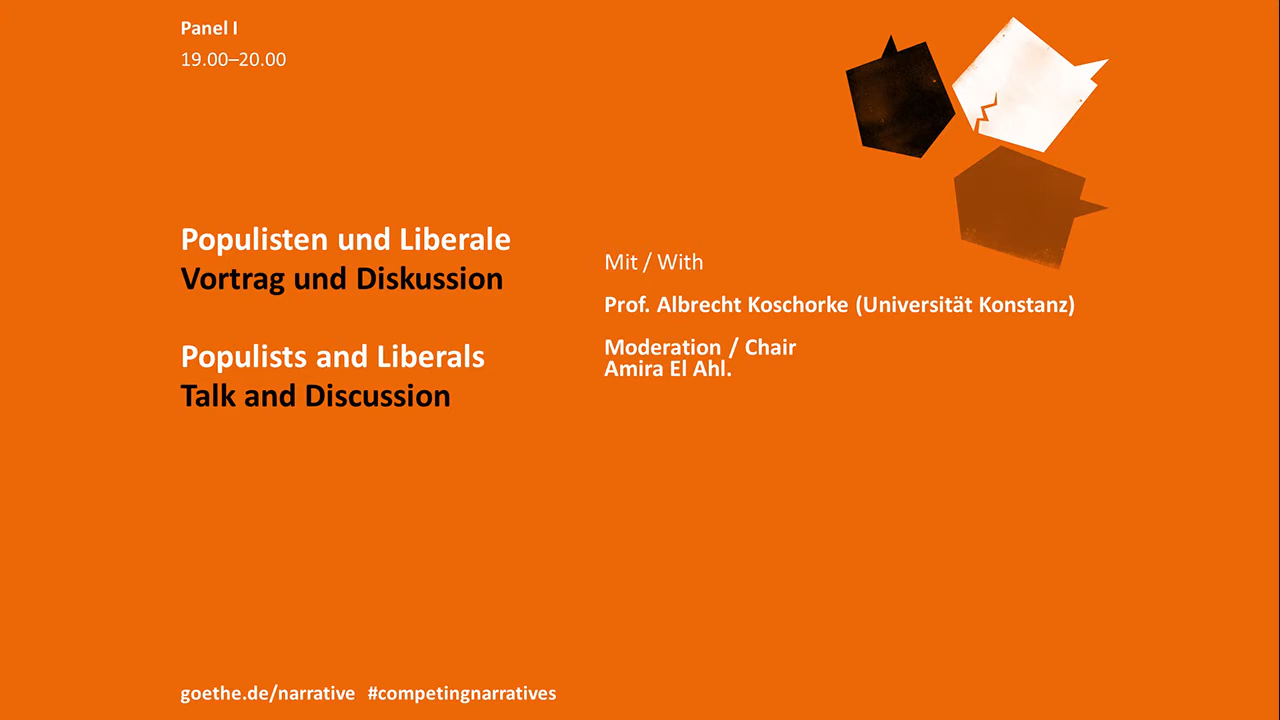 Panel I
19.00–20.00
Populisten und Liberale
Vortrag und Diskussion
Populists and Liberals
Talk and Discussion
Mit / With
Prof. Albrecht Koschorke (Universität Konstanz)
Moderation / Chair
Amira El Ahl.
goethe.de/narrative #competingnarratives